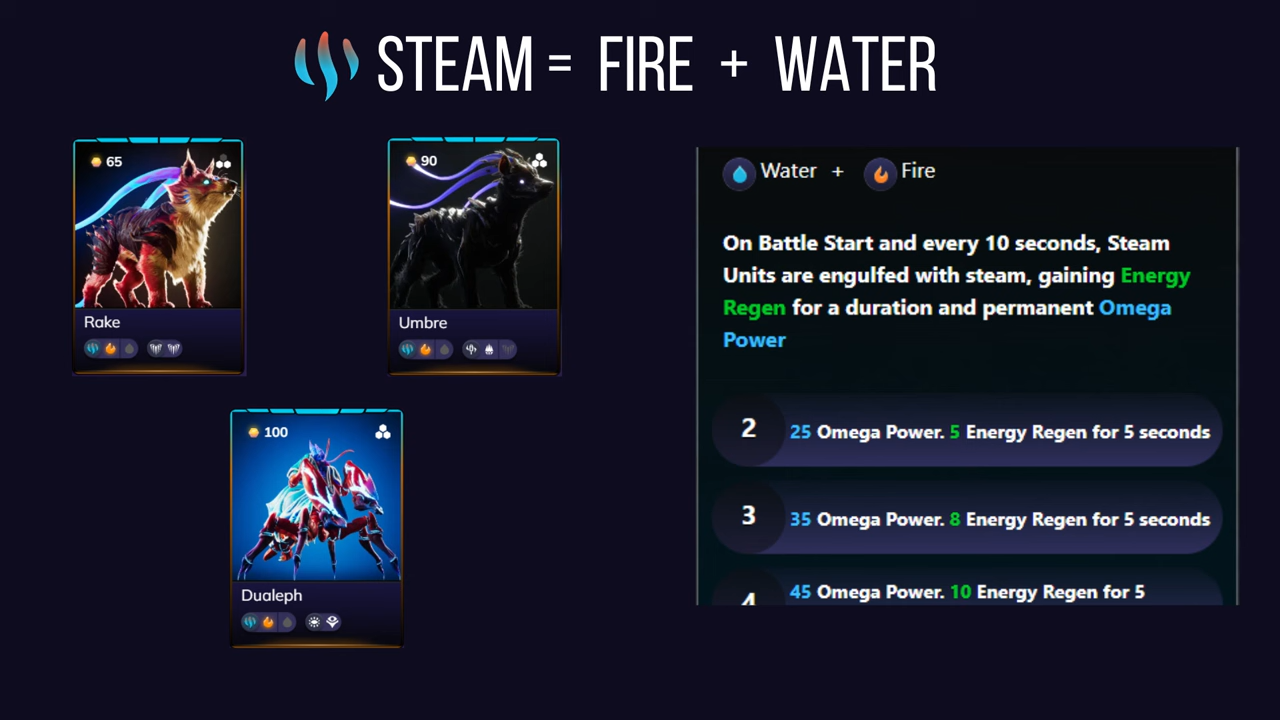 STEAM = FIRE + WATER
65
Rake
90
Umbre
100
Dualeph
Water + Fire
On Battle Start and every 10 seconds, Steam
Units are engulfed with steam, gaining Energy
Regen for a duration and permanent Omega
Power
2 25 Omega Power. 5 Energy Regen for 5 seconds
3 35 Omega Power. 8 Energy Regen for 5 seconds
4 45 Omega Power. 10 Energy Regen for 5